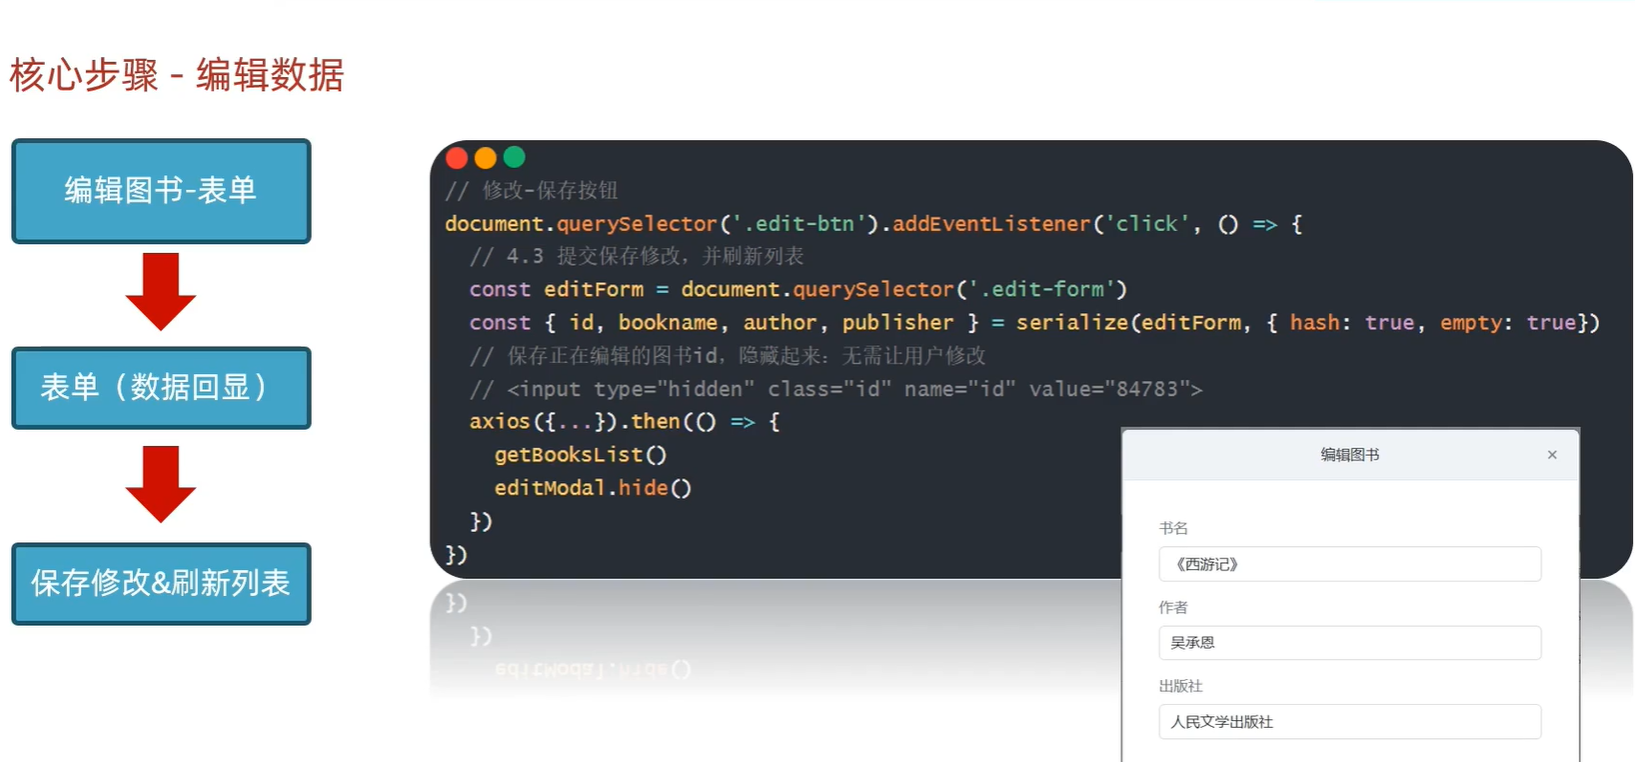 核心步骤 - 编辑数据
编辑图书-表单
表单（数据回显）
保存修改&刷新列表
// 修改-保存按钮
document.querySelector('.edit-btn').addEventListener('click', () => {
// 4.3 提交保存修改，并刷新列表
const editForm = document.querySelector('.edit-form')
const { id, bookname, author, publisher } = serialize(editForm, { hash: true, empty: true})
// 保存正在编辑的图书id，隐藏起来：无需让用户修改
// <input type="hidden" class="id" name="id" value="84783">
axios({...}).then(() => {
getBooksList()
editModal.hide()
})
})
编辑图书 ×
书名
《西游记》
作者
吴承恩
出版社
人民文学出版社